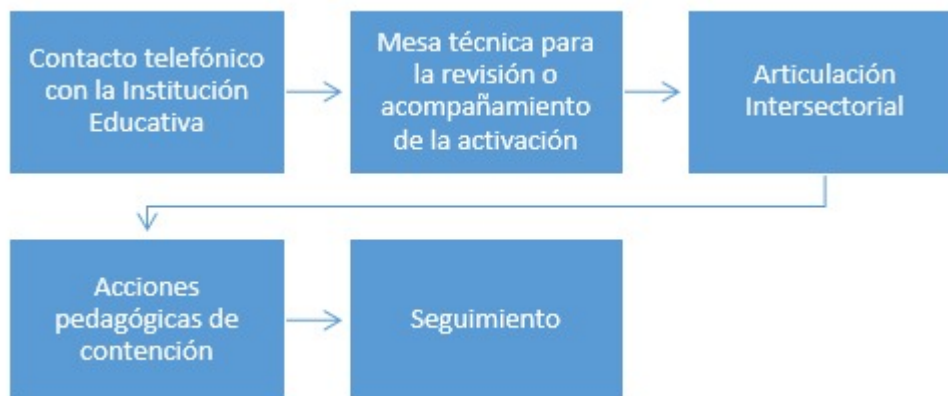 Contacto telefónico
con la Institución
Educativa
Mesa técnica para
la revisión o
acompañamiento
de la activación
Articulación
Intersectorial
Acciones
pedagógicas de
contención
Seguimiento